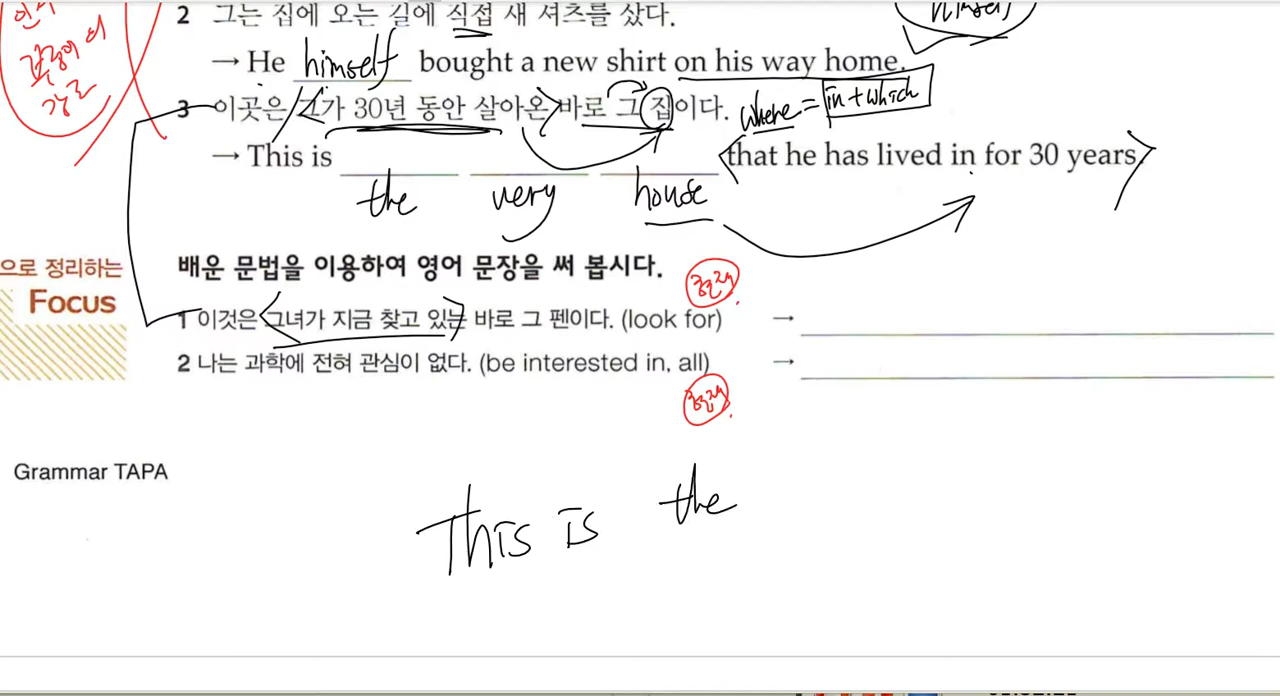 2 그는 집에 오는 길에 직접 새 셔츠를 샀다.
→ He himself bought a new shirt on his way home.
3 이곳은 그가 30년 동안 살아온 바로 그 집이다. where = in + which
→ This is the very house that he has lived in for 30 years
으로 정리하는
Focus
배운 문법을 이용하여 영어 문장을 써 봅시다.
1 이것은 그녀가 지금 찾고 있는 바로 그 펜이다. (look for) →
2 나는 과학에 전혀 관심이 없다. (be interested in, all) →
Grammar TAPA
This is the